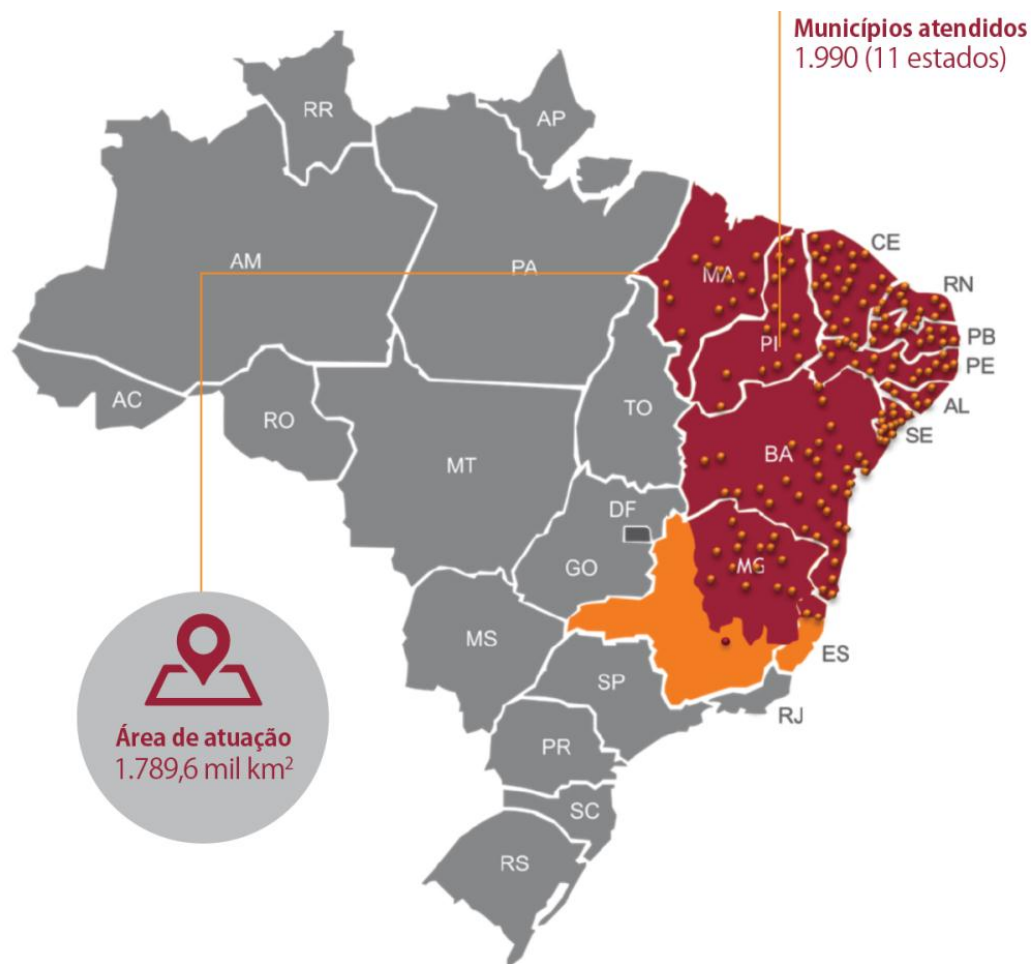 Municípios atendidos
1.990 (11 estados)
RR
AP
AM
PA
MA
CE
RN
PI
PB
PE
AC
RO
TO
AL
SE
MT
BA
DF
GO
MG
MS
ES
SP
RJ
Área de atuação
1.789,6 mil km²
PR
SC
RS